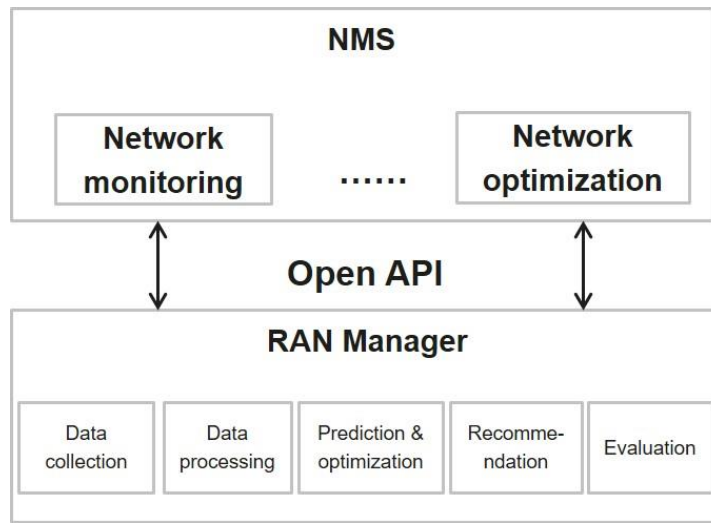 NMS
Network
monitoring
......
Network
optimization
Open API
RAN Manager
Data
collection
Data
processing
Prediction &
optimization
Recomme-
ndation
Evaluation